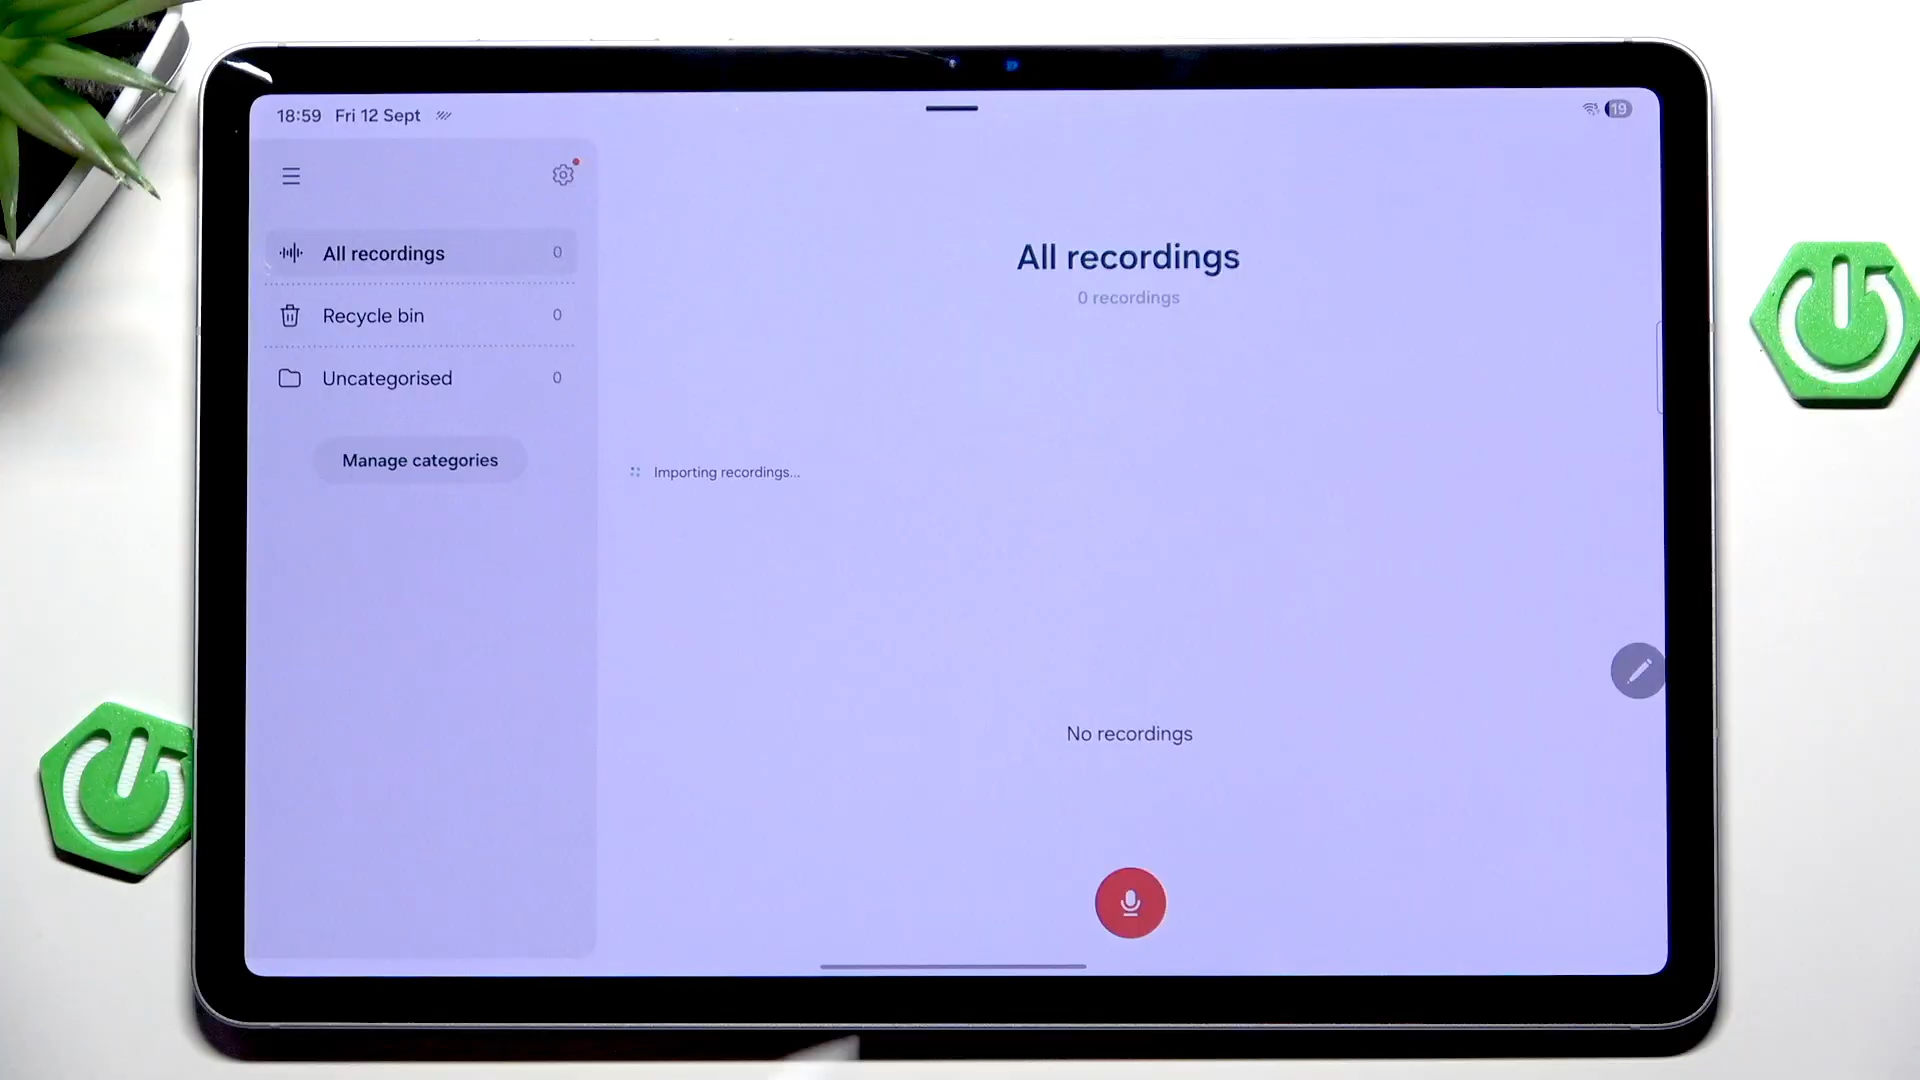 18:59 Fri 12 Sept
19
All recordings 0
Recycle bin 0
Uncategorised 0
Manage categories
All recordings
0 recordings
Importing recordings...
No recordings